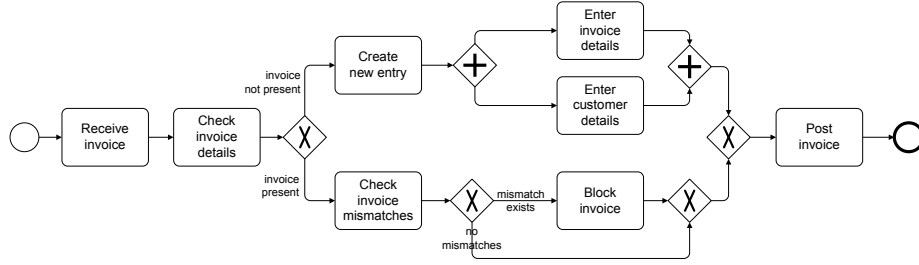 Receive
invoice
Check
invoice
details
invoice
not present
Create
new entry
Enter
invoice
details
Enter
customer
details
invoice
present
Check
invoice
mismatches
mismatch
exists
Block
invoice
no
mismatches
Post
invoice